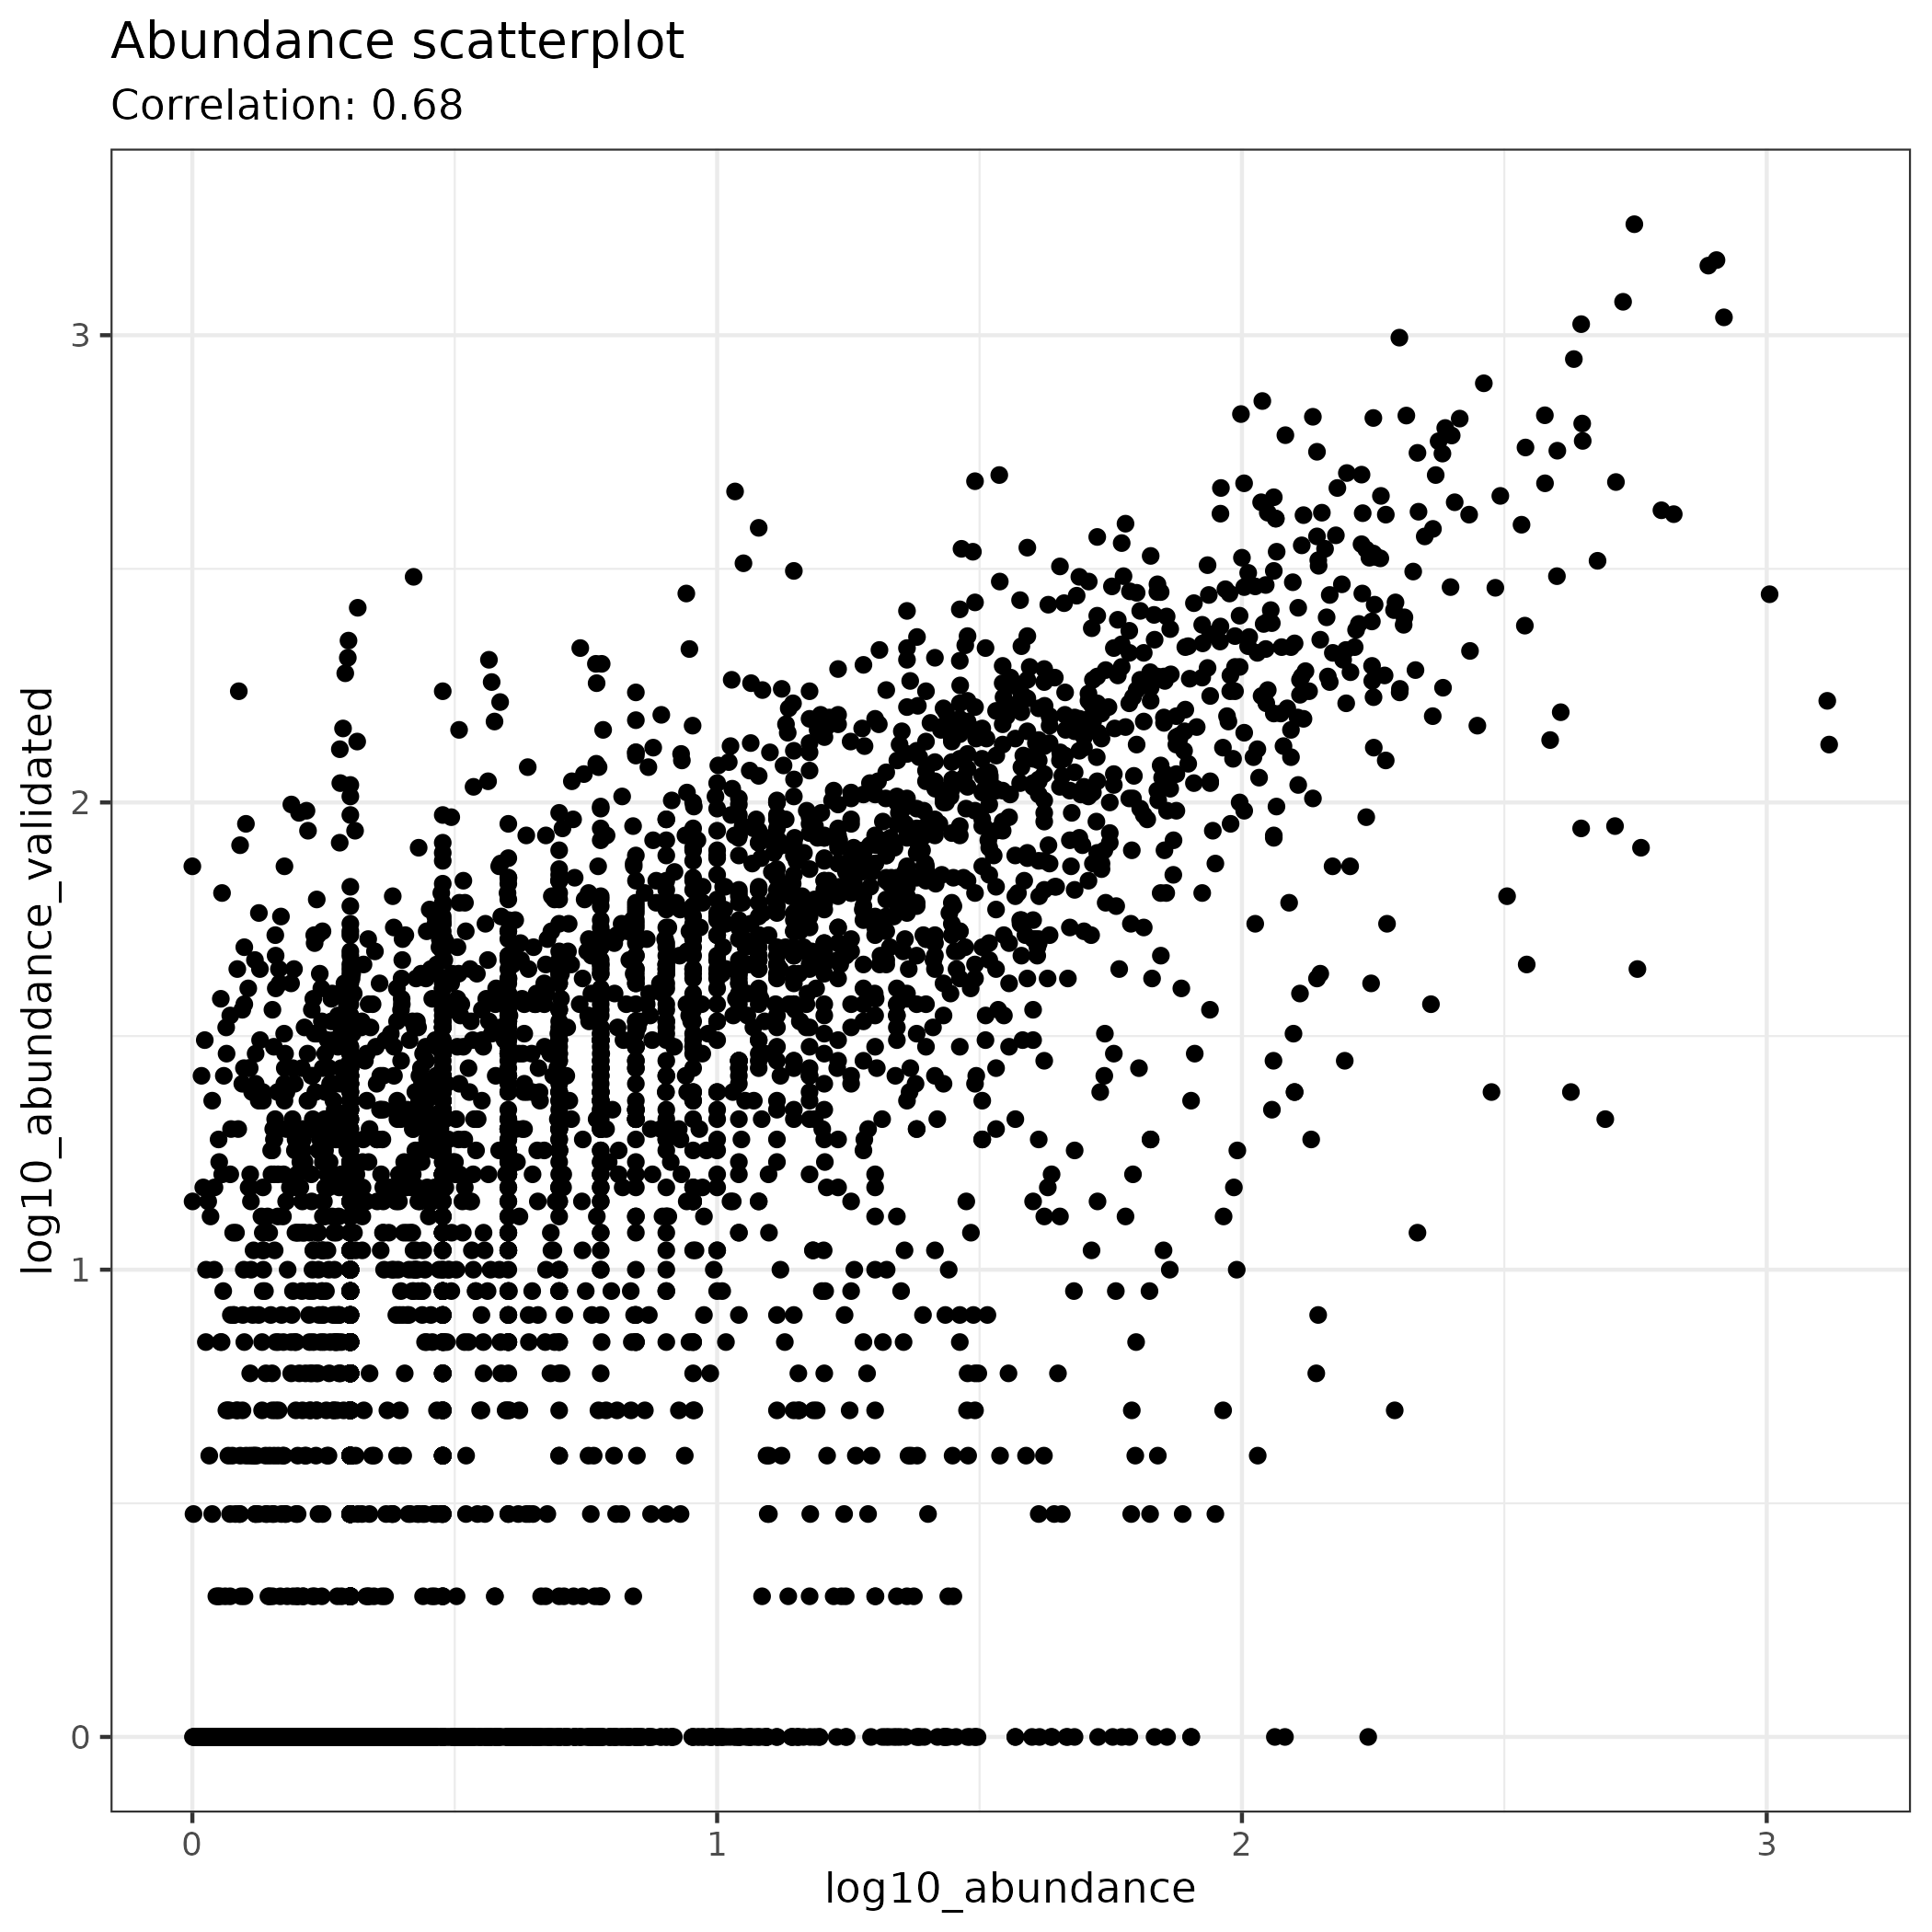 Abundance scatterplot
Correlation: 0.68
log10_abundance_validated
3
2
1
0
0 1 2 3
log10_abundance